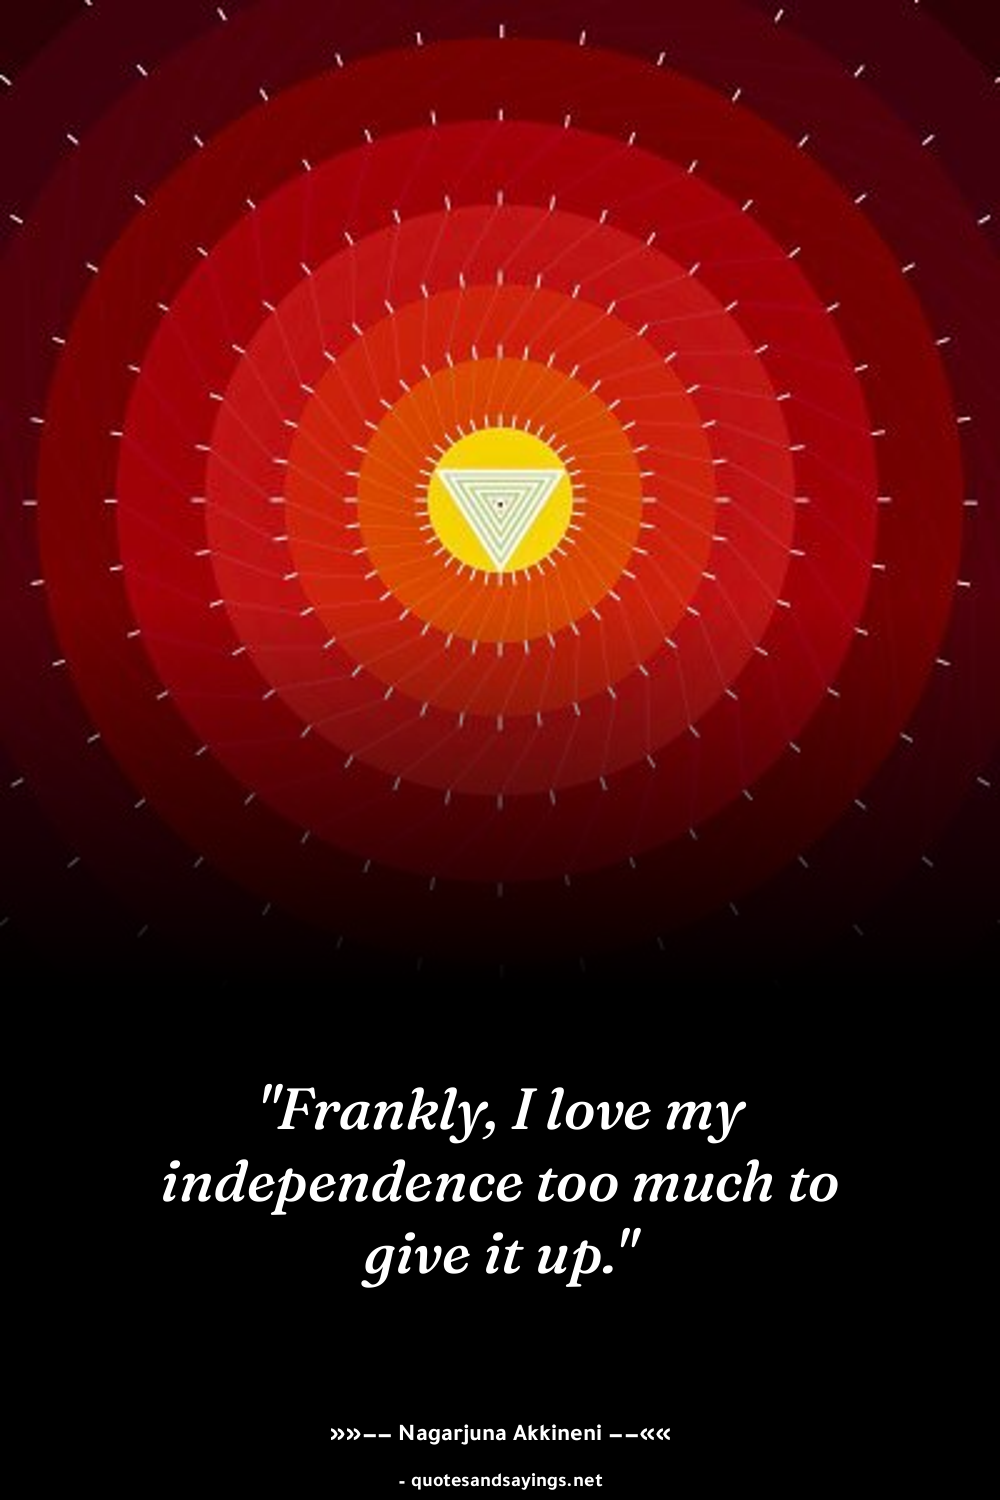 "Frankly, I love my
independence too much to
give it up."
»»–– Nagarjuna Akkineni ––««
- quotesandsayings.net